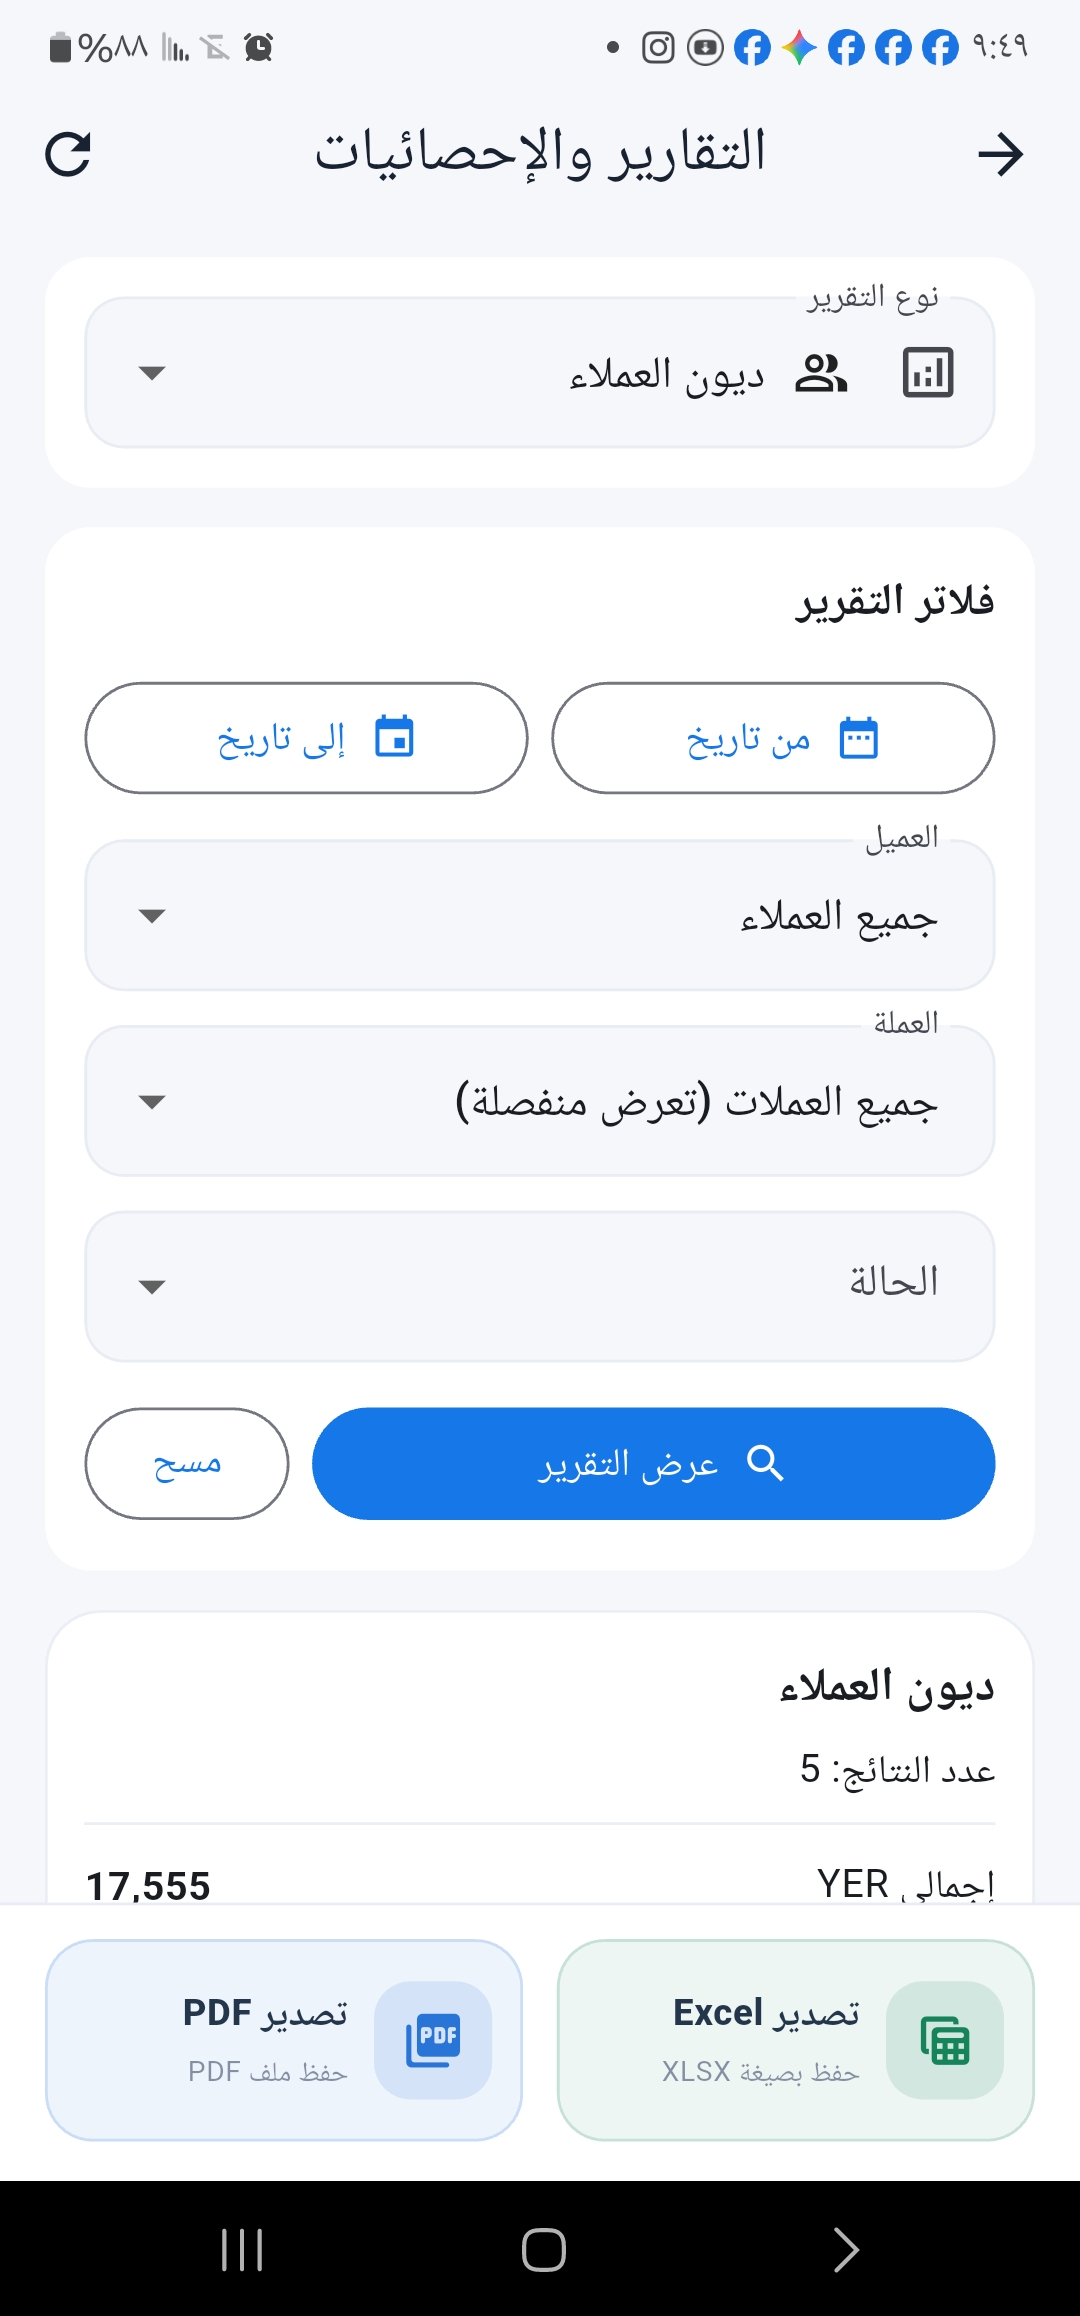 ٩:٤٩
%٨٨
التقارير والإحصائيات
نوع التقرير
ديون العملاء
فلاتر التقرير
من تاريخ
إلى تاريخ
العميل
جميع العملاء
العملة
جميع العملات (تعرض منفصلة)
الحالة
عرض التقرير
مسح
ديون العملاء
عدد النتائج: 5
إجمالي YER
17,555
تصدير Excel
حفظ بصيغة XLSX
تصدير PDF
حفظ ملف PDF
PDF